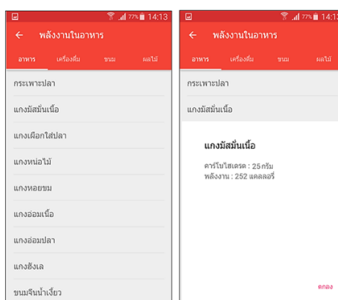 77% 14:13
พลังงานในอาหาร
อาหาร เครื่องดื่ม ขนม ผลไม้
กระเพาะปลา
แกงมัสมั่นเนื้อ
แกงเผือกใส่ปลา
แกงหน่อไม้
แกงหอยขม
แกงอ่อมเนื้อ
แกงอ่อมปลา
แกงฮังเล
ขนมจีนน้ำเงี้ยว
77% 14:13
พลังงานในอาหาร
อาหาร เครื่องดื่ม ขนม ผลไม้
กระเพาะปลา
แกงมัสมั่นเนื้อ
แกงมัสมั่นเนื้อ
คาร์โบไฮเดรต : 25 กรัม
พลังงาน : 252 แคลลอรี่
ตกลง